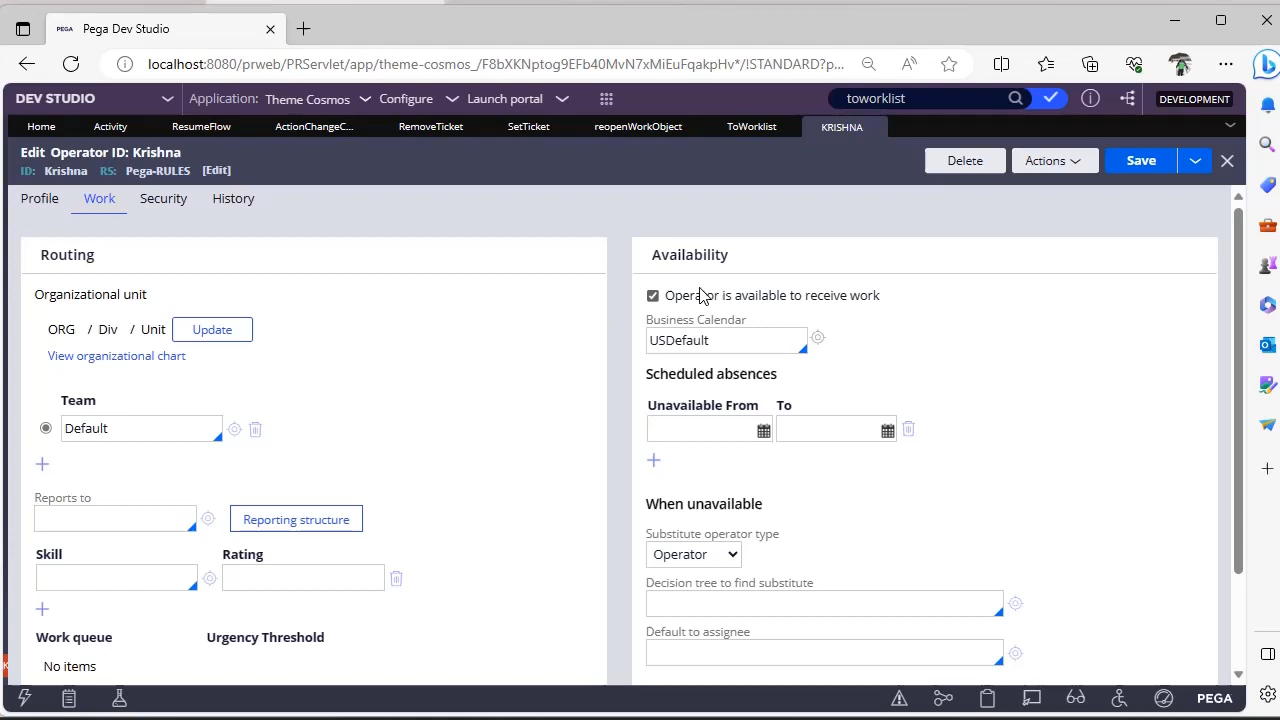 PEGA Pega Dev Studio
localhost:8080/prweb/PRServlet/app/theme-cosmos_/F8bXKNptog9EFb40MvN7xMiEuFqakpHv*/!STANDARD?p...
DEV STUDIO Application: Theme Cosmos Configure Launch portal toworklist DEVELOPMENT
Home Activity ResumeFlow ActionChangeC... RemoveTicket SetTicket reopenWorkObject ToWorklist KRISHNA
Edit Operator ID: Krishna
ID: Krishna RS: Pega-RULES [Edit]
Delete Actions Save
Profile Work Security History
Routing
Organizational unit
ORG / Div / Unit Update
View organizational chart
Team
Default
Reports to
Reporting structure
Skill Rating
Work queue Urgency Threshold
No items
Availability
Operator is available to receive work
Business Calendar
USDefault
Scheduled absences
Unavailable From To
When unavailable
Substitute operator type
Operator
Decision tree to find substitute
Default to assignee
PEGA